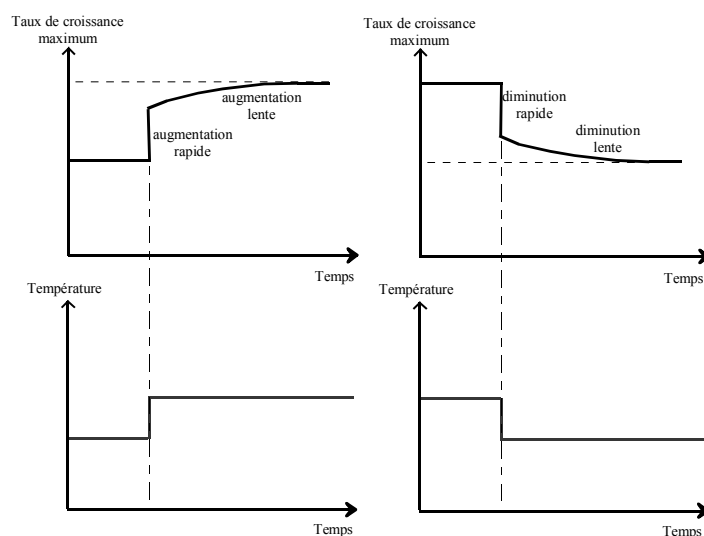 Taux de croissance
maximum
augmentation
lente
augmentation
rapide
Temps
Taux de croissance
maximum
diminution
rapide
diminution
lente
Temps
Température
Temps
Température
Temps